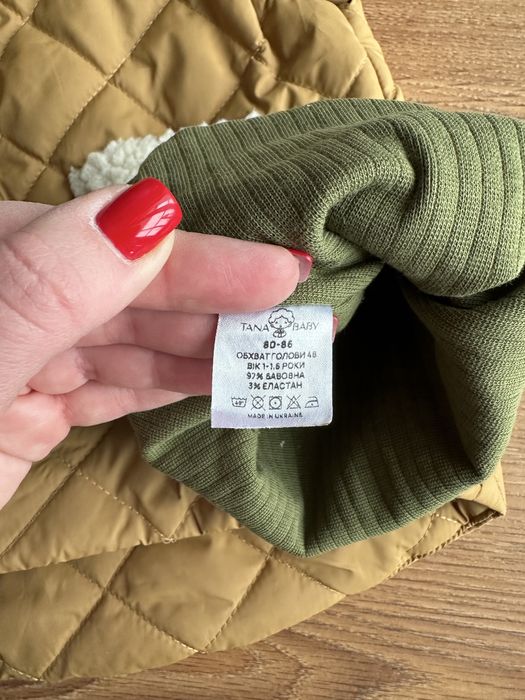 TANA BABY
80-86
ОБХВАТ ГОЛОВИ 48
ВІК 1-1.5 РОКИ
97% БАВОВНА
3% ЕЛАСТАН
MADE IN UKRAINE